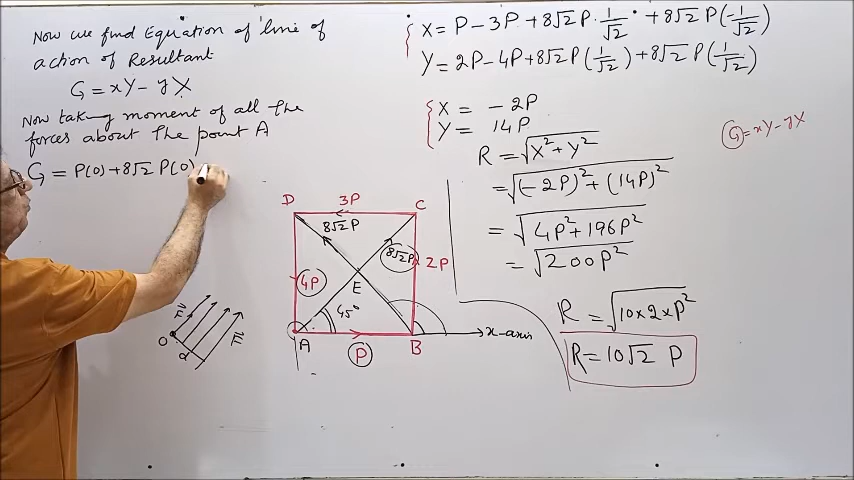 Now we find Equation of line of
action of Resultant
G = xY - yX
Now taking moment of all the
forces about the point A
G = P(0) + 8√2 P(0)
X = P - 3P + 8√2 P · 1/√2 + 8√2 P(-1/√2)
Y = 2P - 4P + 8√2 P(1/√2) + 8√2 P(1/√2)
X = -2P
Y = 14P
R = √X² + Y²
= √(-2P)² + (14P)²
= √4P² + 196P²
= √200P²
R = √10×2×P²
R = 10√2 P
G = xY - yX
D 3P C
8√2P
8√2P
4P
E
2P
45°
A P B x-axis
F
O
d
F